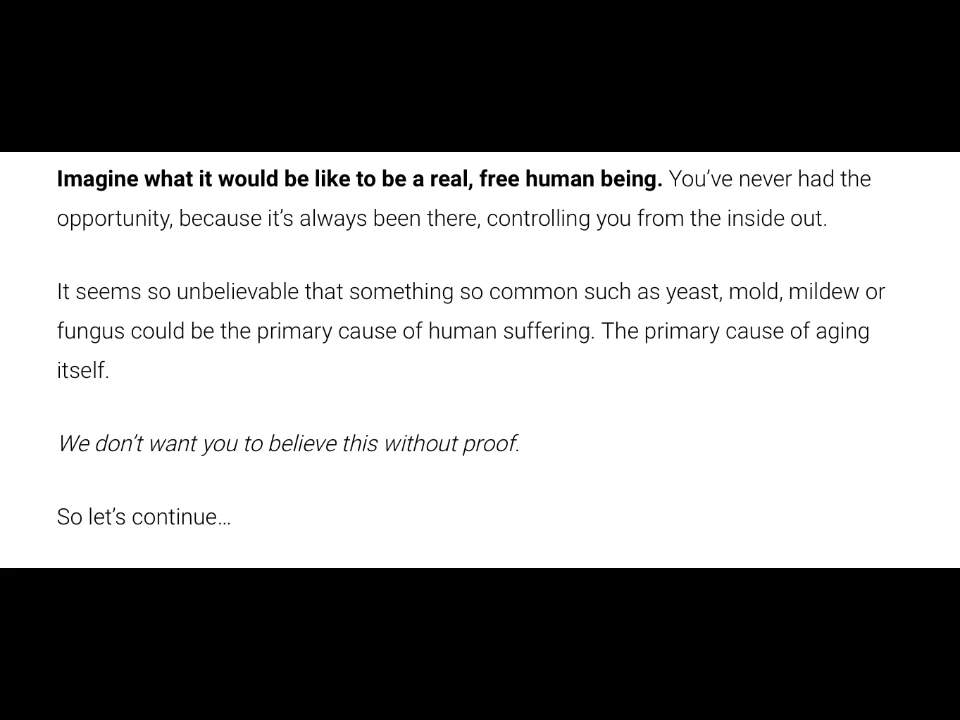 Imagine what it would be like to be a real, free human being. You’ve never had the
opportunity, because it’s always been there, controlling you from the inside out.
It seems so unbelievable that something so common such as yeast, mold, mildew or
fungus could be the primary cause of human suffering. The primary cause of aging
itself.
We don’t want you to believe this without proof.
So let’s continue…